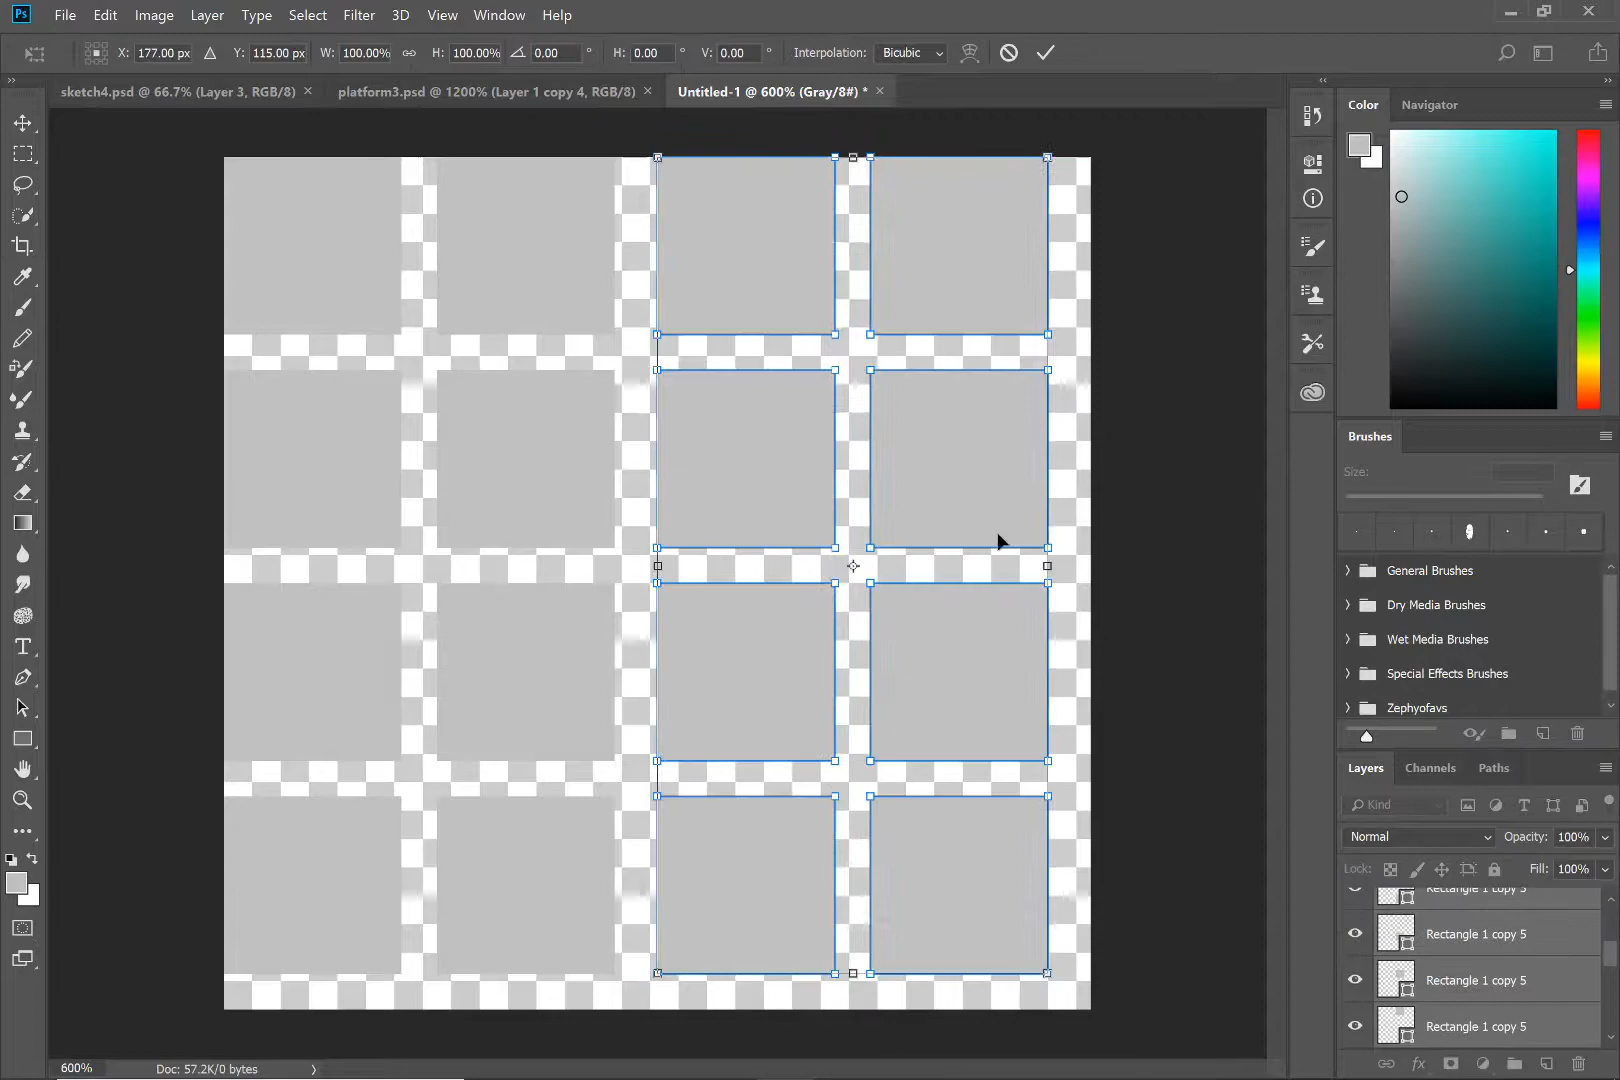 Ps File Edit Image Layer Type Select Filter 3D View Window Help
X: 177.00 px Y: 115.00 px W: 100.00% H: 100.00% 0.00 ° H: 0.00 ° V: 0.00 ° Interpolation: Bicubic
sketch4.psd @ 66.7% (Layer 3, RGB/8) × platform3.psd @ 1200% (Layer 1 copy 4, RGB/8) × Untitled-1 @ 600% (Gray/8#) * ×
Color Navigator
Brushes
Size:
General Brushes
Dry Media Brushes
Wet Media Brushes
Special Effects Brushes
Zephyofavs
Layers Channels Paths
Kind
Normal Opacity: 100%
Lock: Fill: 100%
Rectangle 1 copy 5
Rectangle 1 copy 5
Rectangle 1 copy 5
Rectangle 1 copy 5
600% Doc: 57.2K/0 bytes